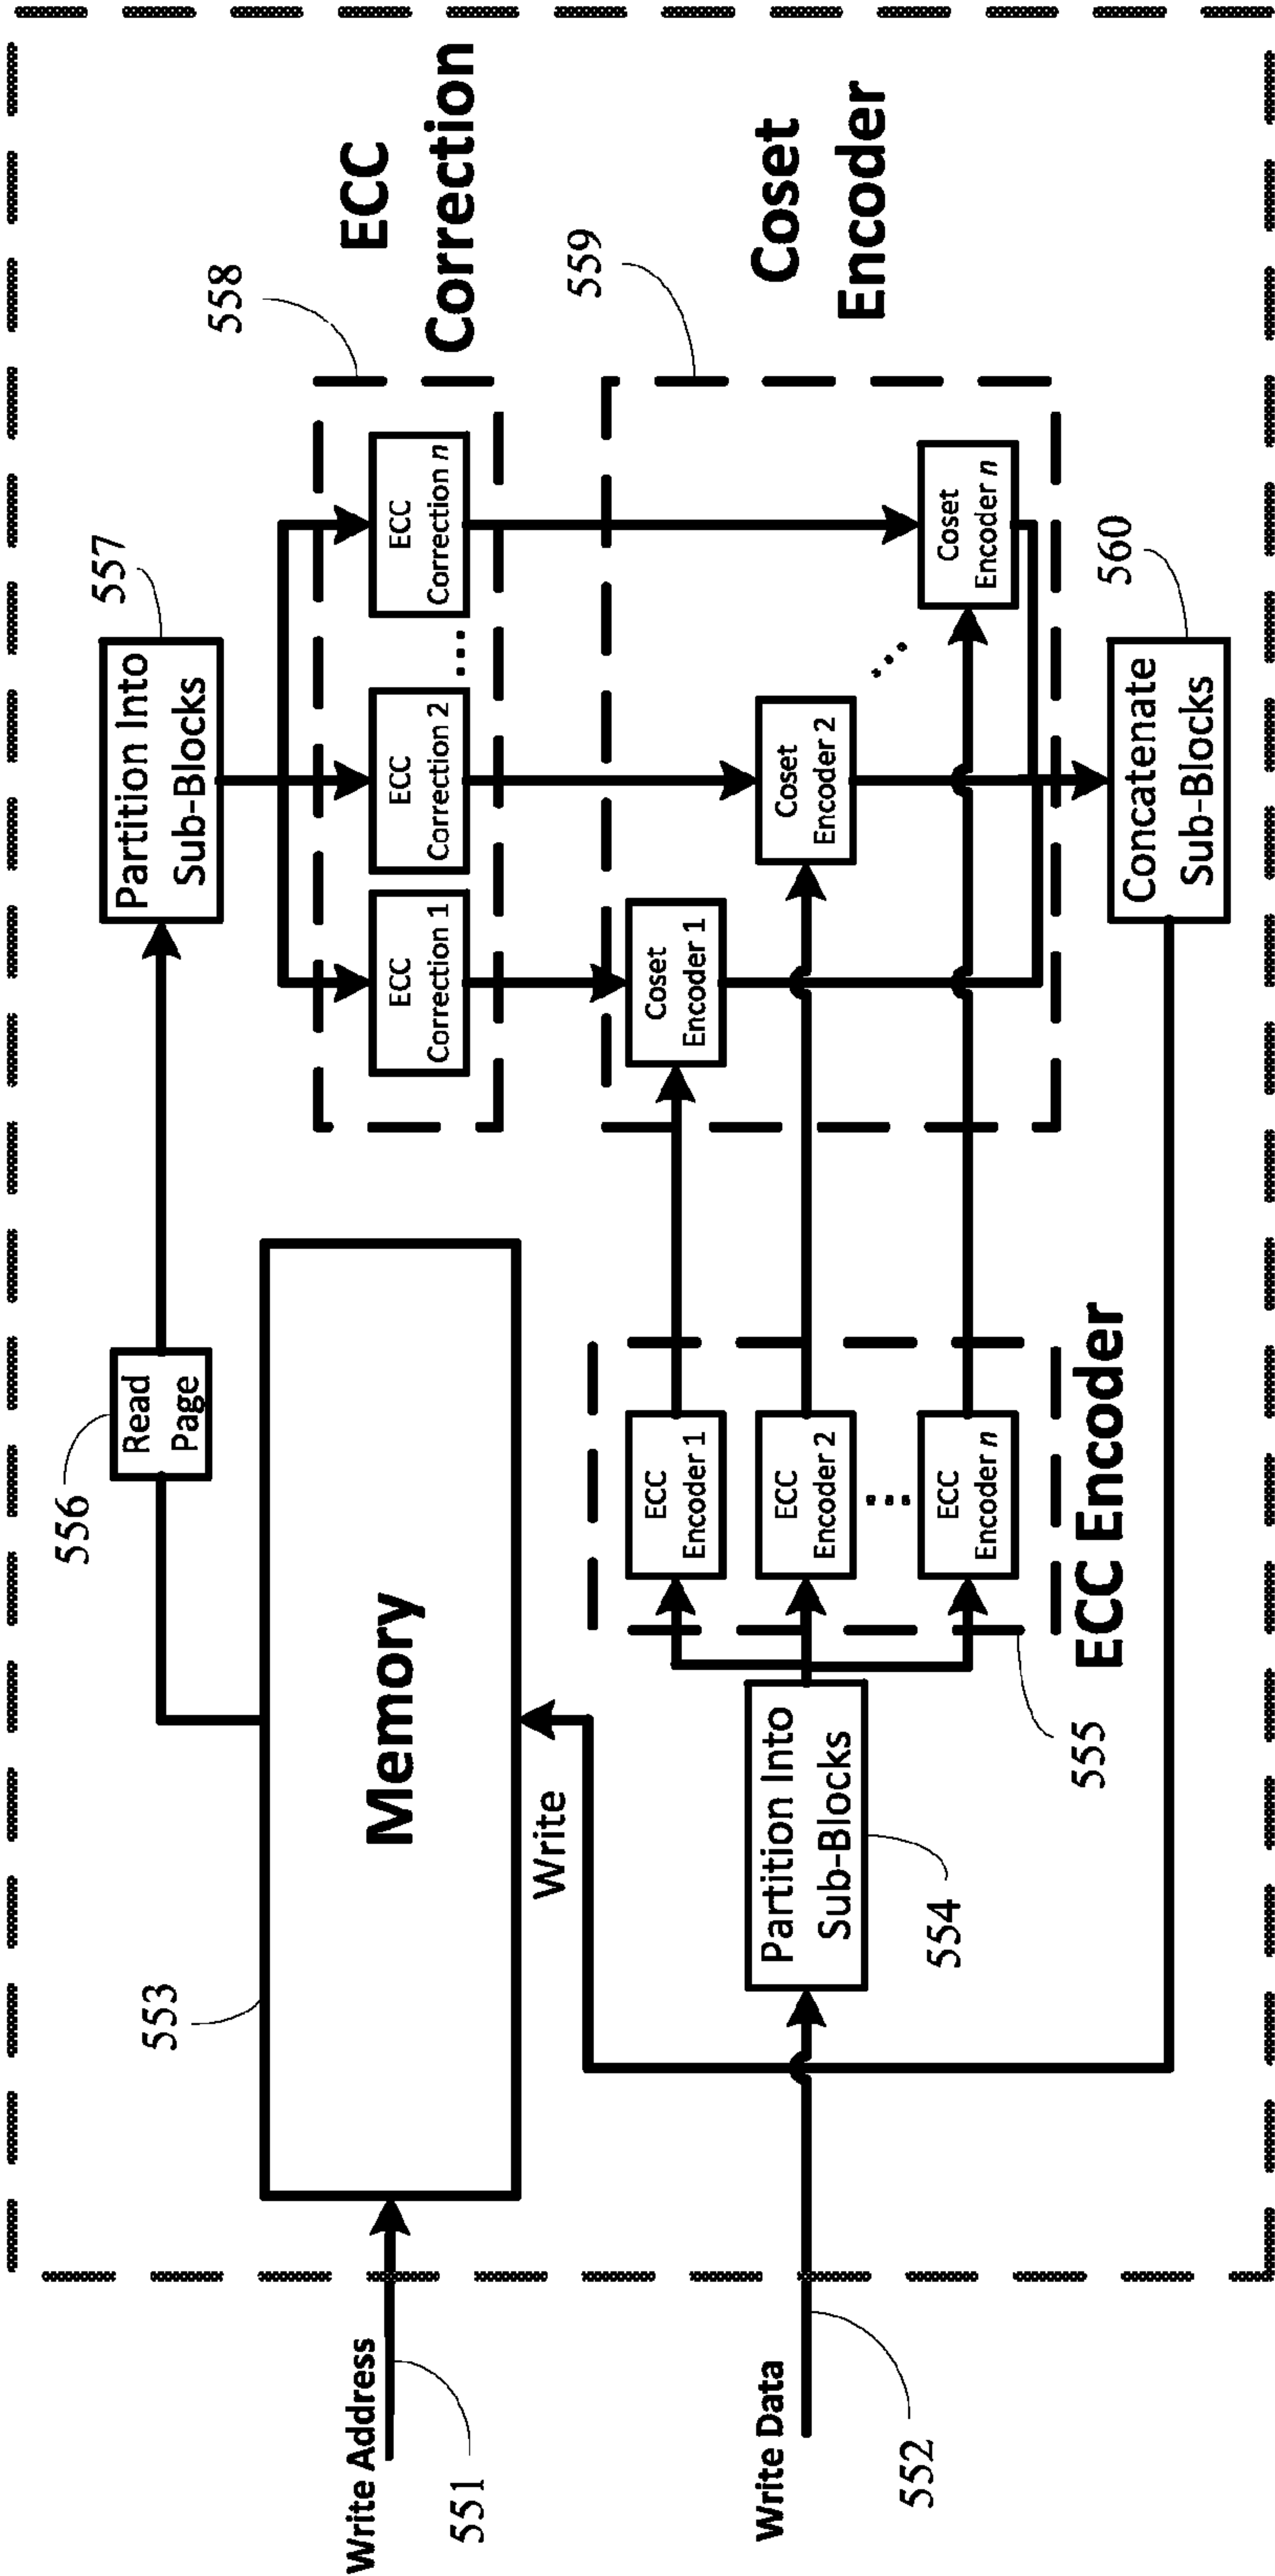 557
Partition Into
Sub-Blocks
556
Read
Page
558
ECC
Correction
553
Memory
ECC
Correction 1
ECC
Correction 2
...
ECC
Correction n
Write Address
551
Write
559
Coset
Encoder
ECC
Encoder 1
Coset
Encoder 1
Write Data
552
Partition Into
Sub-Blocks
554
ECC
Encoder 2
...
ECC
Encoder n
Coset
Encoder 2
...
Coset
Encoder n
555
ECC Encoder
560
Concatenate
Sub-Blocks